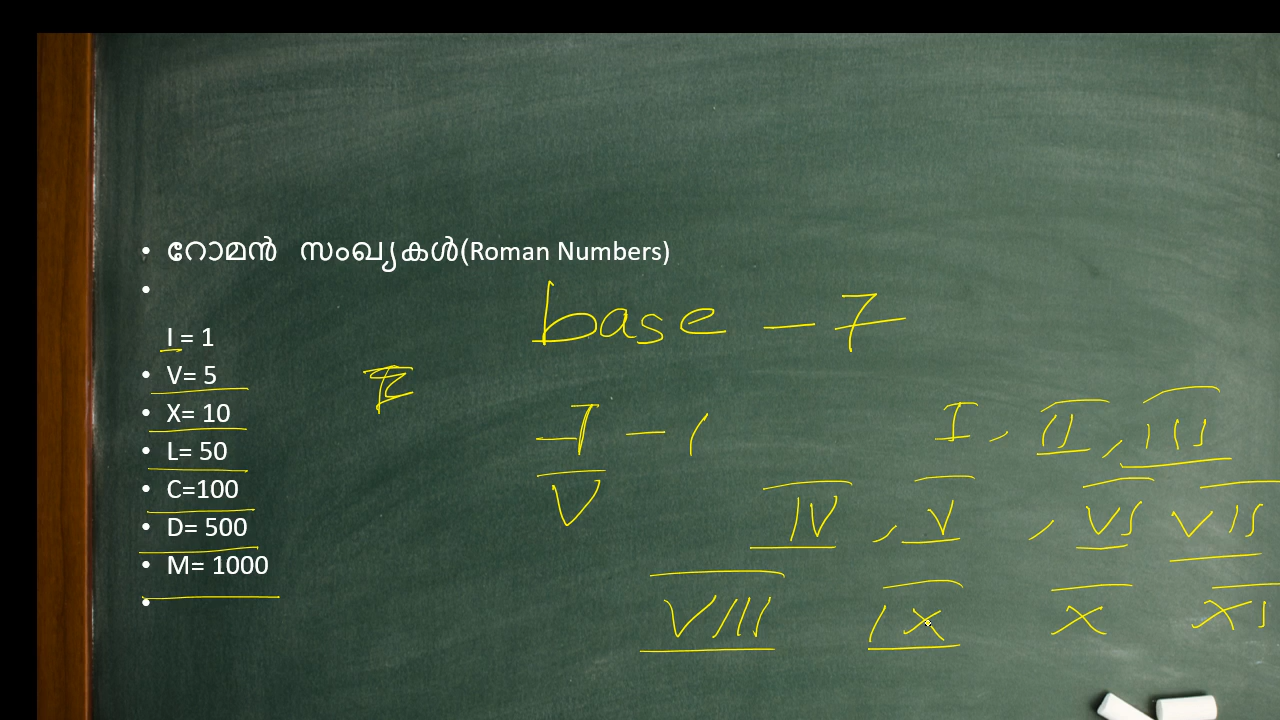 • റോമൻ സംഖ്യകൾ(Roman Numbers)
•
I = 1
• V= 5
• X= 10
• L= 50
• C=100
• D= 500
• M= 1000
•
base – 7
I – 1
V
I, II, III
IV, V, VI VII
VIII IX X XI